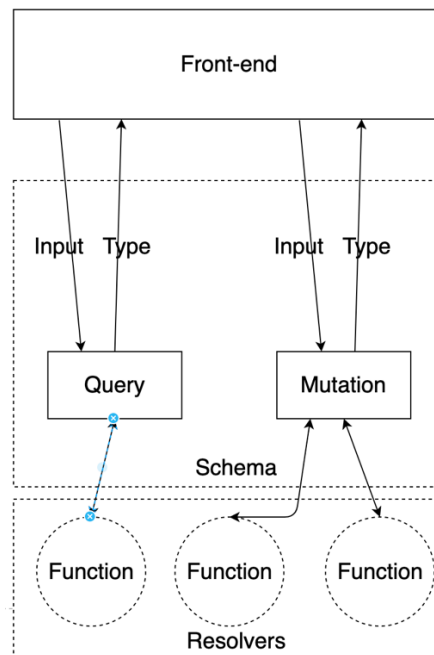 Front-end
Input Type Input Type
Query Mutation
Schema
Function Function Function
Resolvers